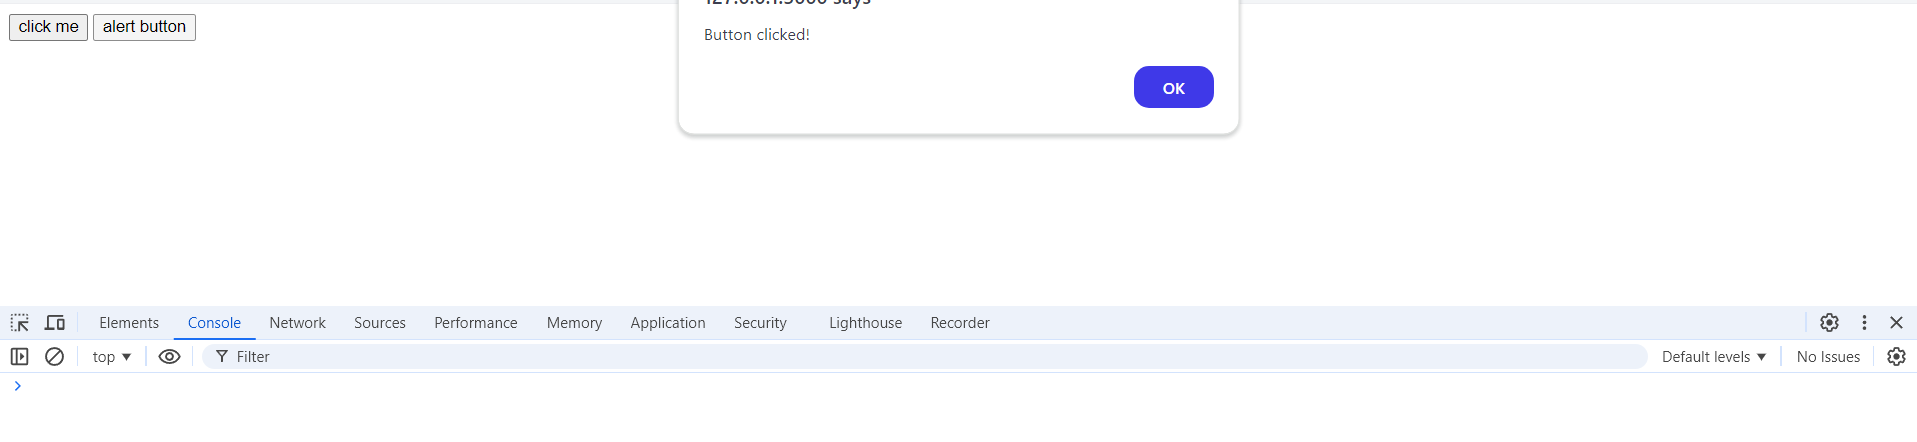 click me alert button
says
Button clicked!
OK
Elements Console Network Sources Performance Memory Application Security Lighthouse Recorder
top Filter Default levels No Issues